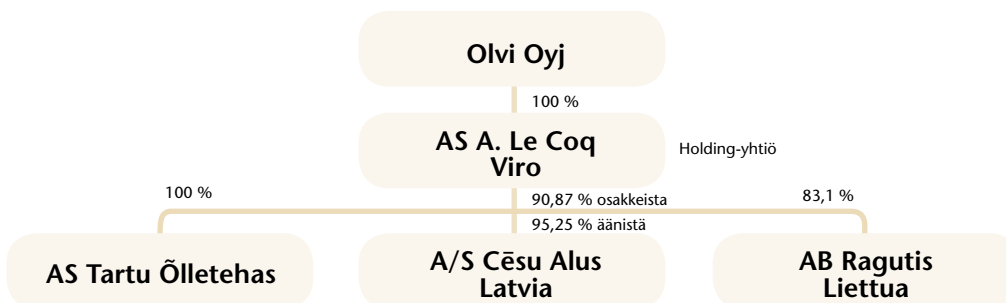 Olvi Oyj
100 %
AS A. Le Coq
Viro
Holding-yhtiö
100 %
90,87 % osakkeista
83,1 %
95,25 % äänistä
AS Tartu Õlletehas
A/S Cēsu Alus
Latvia
AB Ragutis
Liettua